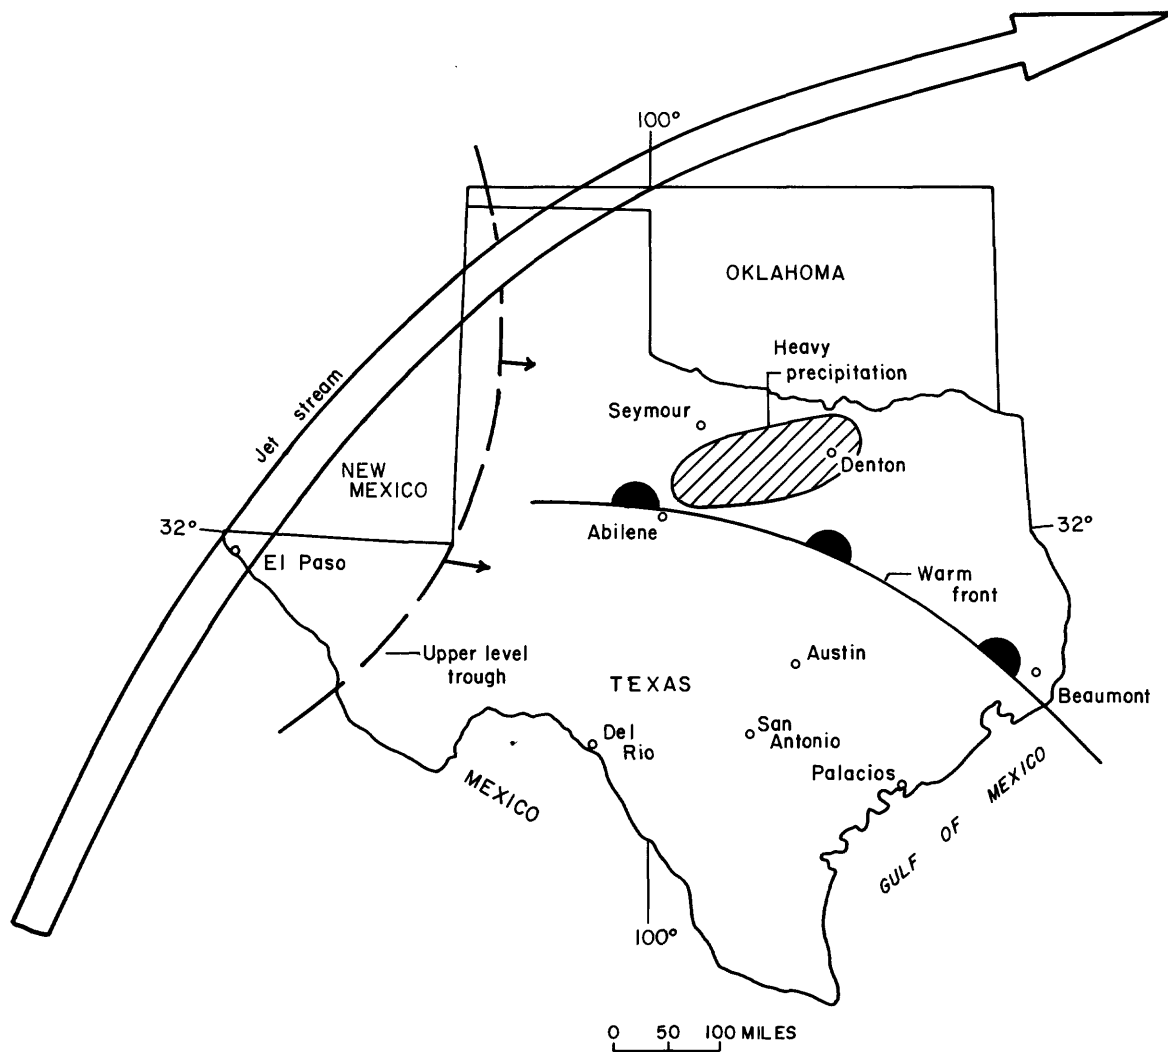 100°
OKLAHOMA
Heavy
precipitation
Jet stream
Seymour
Denton
NEW
MEXICO
32°
Abilene
32°
El Paso
Warm
front
Upper level
trough
Austin
TEXAS
Beaumont
Del
Rio
San
Antonio
Palacios
MEXICO
GULF OF MEXICO
100°
0 50 100 MILES